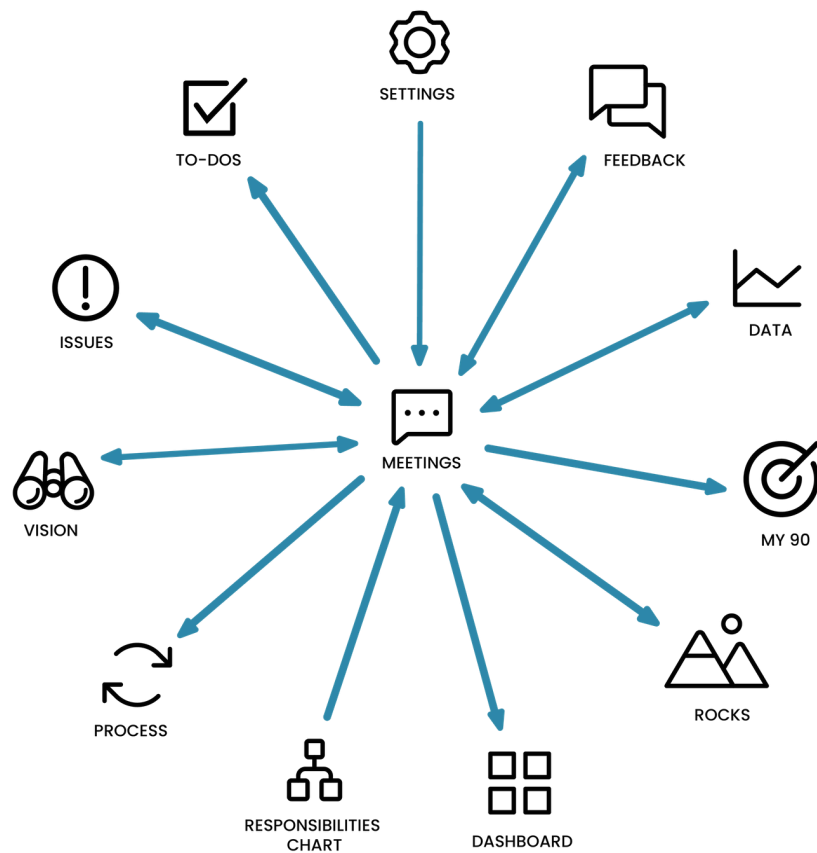 SETTINGS
TO-DOS
FEEDBACK
ISSUES
DATA
MEETINGS
VISION
MY 90
PROCESS
ROCKS
RESPONSIBILITIES
CHART
DASHBOARD